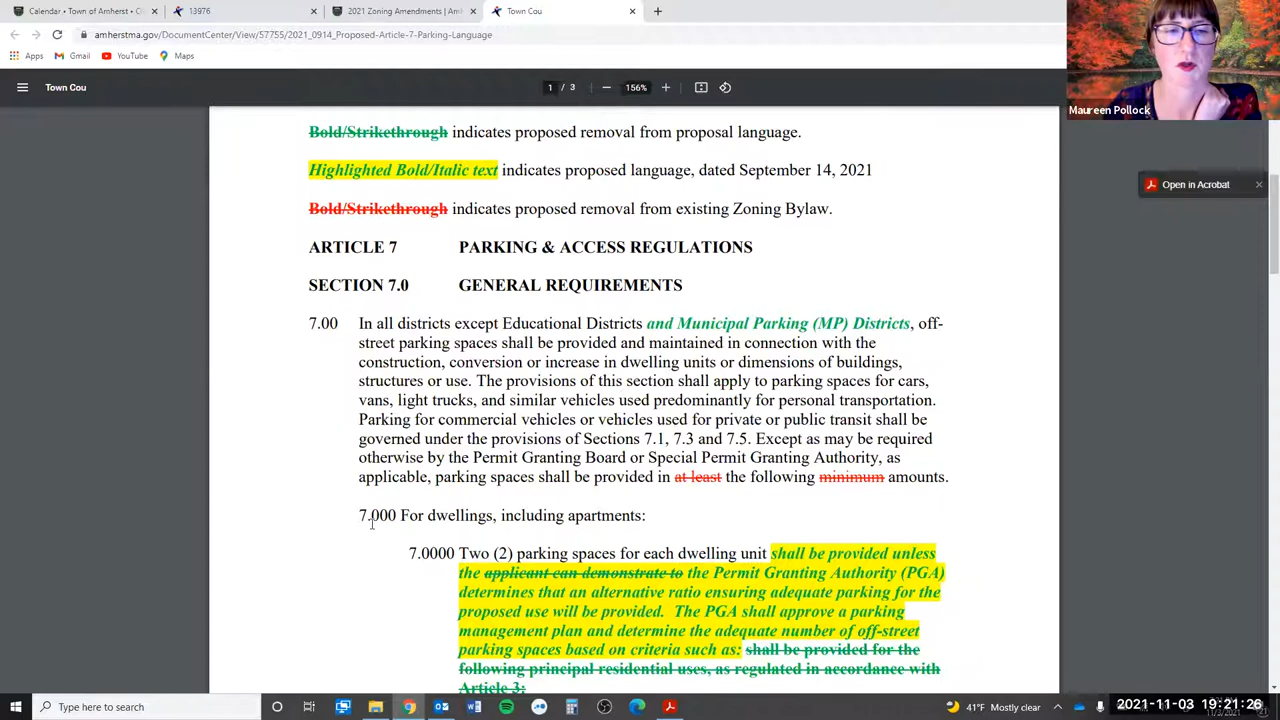 Calendar • Town of Amherst • CivicE
13976
2021 Zoning Amendments | Amh
Town Cou
amherstma.gov/DocumentCenter/View/57755/2021_0914_Proposed-Article-7-Parking-Language
Apps
Gmail
YouTube
Maps
Town Cou
1 / 3
156%
Maureen Pollock
Open in Acrobat
Bold/Strikethrough indicates proposed removal from proposal language.
Highlighted Bold/Italic text indicates proposed language, dated September 14, 2021
Bold/Strikethrough indicates proposed removal from existing Zoning Bylaw.
ARTICLE 7 PARKING & ACCESS REGULATIONS
SECTION 7.0 GENERAL REQUIREMENTS
7.00 In all districts except Educational Districts and Municipal Parking (MP) Districts, off-
street parking spaces shall be provided and maintained in connection with the
construction, conversion or increase in dwelling units or dimensions of buildings,
structures or use. The provisions of this section shall apply to parking spaces for cars,
vans, light trucks, and similar vehicles used predominantly for personal transportation.
Parking for commercial vehicles or vehicles used for private or public transit shall be
governed under the provisions of Sections 7.1, 7.3 and 7.5. Except as may be required
otherwise by the Permit Granting Board or Special Permit Granting Authority, as
applicable, parking spaces shall be provided in at least the following minimum amounts.
7.000 For dwellings, including apartments:
7.0000 Two (2) parking spaces for each dwelling unit shall be provided unless
the applicant can demonstrate to the Permit Granting Authority (PGA)
determines that an alternative ratio ensuring adequate parking for the
proposed use will be provided. The PGA shall approve a parking
management plan and determine the adequate number of off-street
parking spaces based on criteria such as: shall be provided for the
following principal residential uses, as regulated in accordance with
Article 3:
Type here to search
41°F Mostly clear
2021-11-03 19:21:26